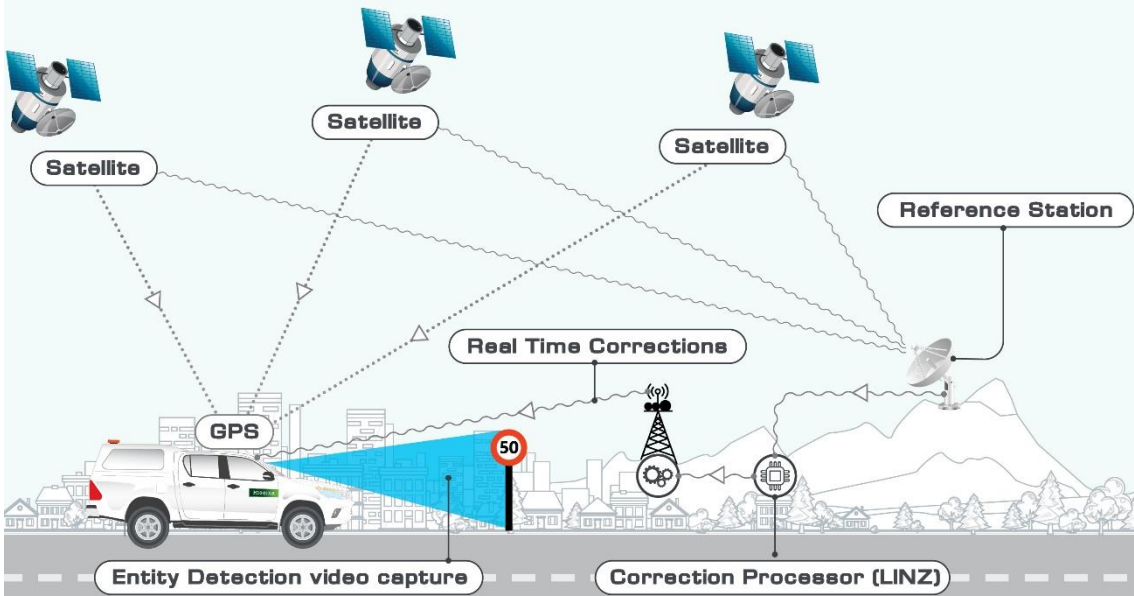 Satellite
Satellite
Satellite
Reference Station
Real Time Corrections
GPS
50
Entity Detection video capture
Correction Processor (LINZ)